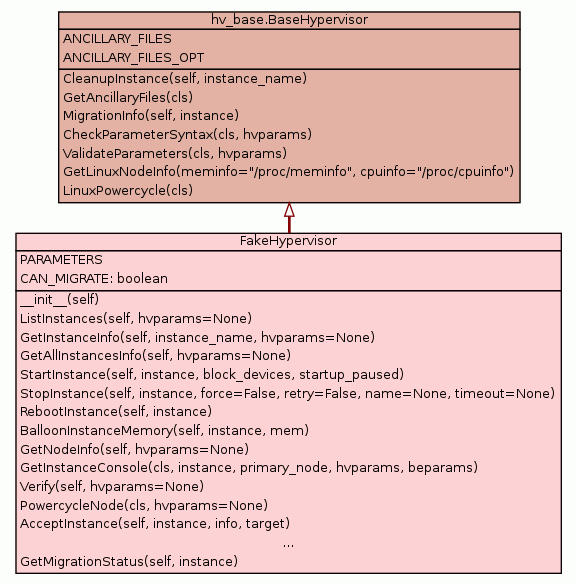 hv_base.BaseHypervisor
ANCILLARY_FILES
ANCILLARY_FILES_OPT
CleanupInstance(self, instance_name)
GetAncillaryFiles(cls)
MigrationInfo(self, instance)
CheckParameterSyntax(cls, hvparams)
ValidateParameters(cls, hvparams)
GetLinuxNodeInfo(meminfo="/proc/meminfo", cpuinfo="/proc/cpuinfo")
LinuxPowercycle(cls)
FakeHypervisor
PARAMETERS
CAN_MIGRATE: boolean
__init__(self)
ListInstances(self, hvparams=None)
GetInstanceInfo(self, instance_name, hvparams=None)
GetAllInstancesInfo(self, hvparams=None)
StartInstance(self, instance, block_devices, startup_paused)
StopInstance(self, instance, force=False, retry=False, name=None, timeout=None)
RebootInstance(self, instance)
BalloonInstanceMemory(self, instance, mem)
GetNodeInfo(self, hvparams=None)
GetInstanceConsole(cls, instance, primary_node, hvparams, beparams)
Verify(self, hvparams=None)
PowercycleNode(cls, hvparams=None)
AcceptInstance(self, instance, info, target)
...
GetMigrationStatus(self, instance)